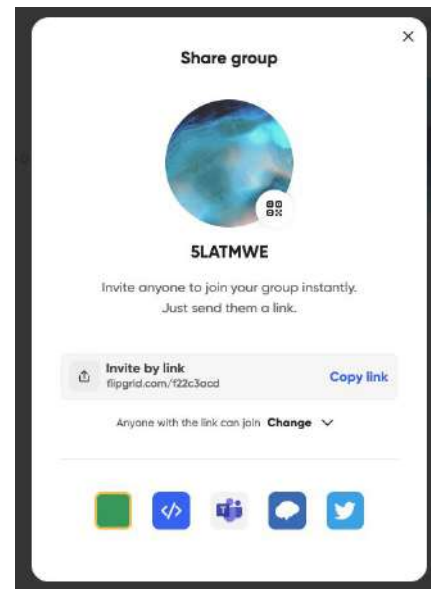 Share group
5LATMWE
Invite anyone to join your group instantly.
Just send them a link.
Invite by link
flipgrid.com/f22c3acd
Copy link
Anyone with the link can join Change